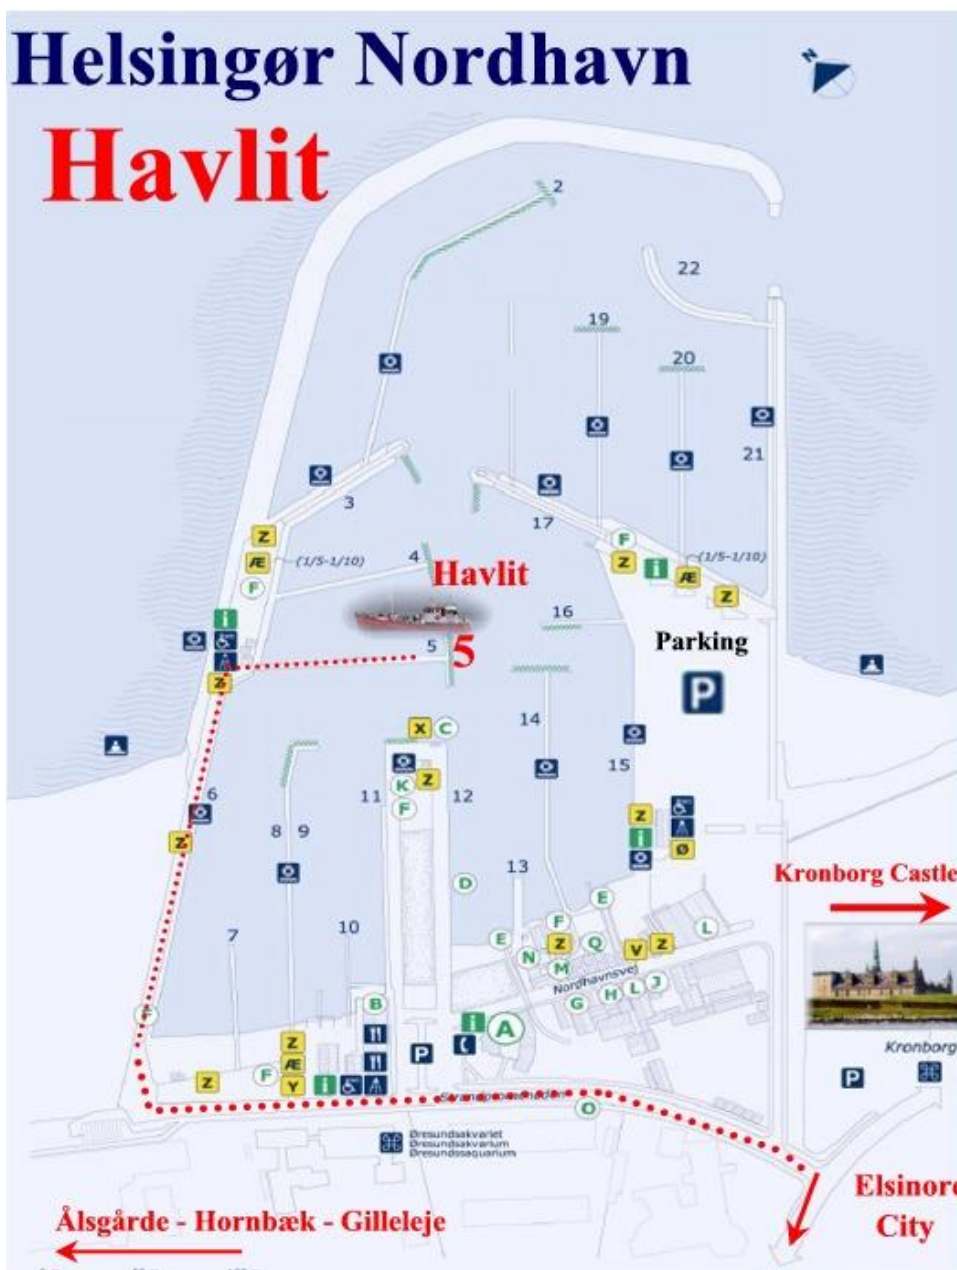 Helsingør Nordhavn
N
Havlit
2
22
19
20
21
3
17
(1/5-1/10)
F
Z
Z
Æ
F
4
Havlit
i
Z
i
Æ
(1/5-1/10)
Z
16
Parking
P
5
5
Z
X
C
14
15
K
Z
F
11
12
6
Z
8
9
Z
i
Ø
D
13
Kronborg Castle
7
10
E
E
F
N
Z
Q
M
V
Z
L
Nordhavnsvej
G
H
L
J
B
i
A
F
Z
Æ
Y
F
Z
i
P
Kronborg
P
Strandpromenaden
O
Øresundsakvariet
Øresundsakvarium
Øresundssaquarium
Elsinore
City
Ålsgårde - Hornbæk - Gilleleje